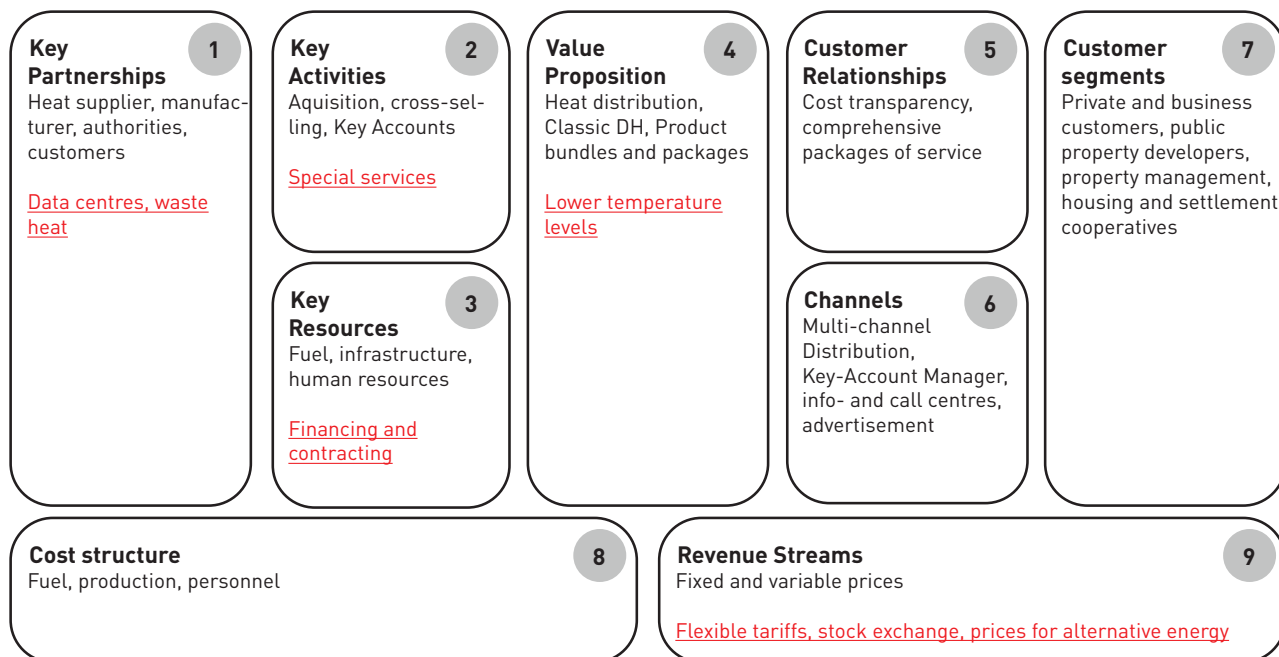 Key
Partnerships
1
Heat supplier, manufac-
turer, authorities,
customers
Data centres, waste
heat
Key
Activities
2
Aquisition, cross-sel-
ling, Key Accounts
Special services
Key
Resources
3
Fuel, infrastructure,
human resources
Financing and
contracting
Value
Proposition
4
Heat distribution,
Classic DH, Product
bundles and packages
Lower temperature
levels
Customer
Relationships
5
Cost transparency,
comprehensive
packages of service
Channels
6
Multi-channel
Distribution,
Key-Account Manager,
info- and call centres,
advertisement
Customer
segments
7
Private and business
customers, public
property developers,
property management,
housing and settlement
cooperatives
Cost structure
8
Fuel, production, personnel
Revenue Streams
9
Fixed and variable prices
Flexible tariffs, stock exchange, prices for alternative energy